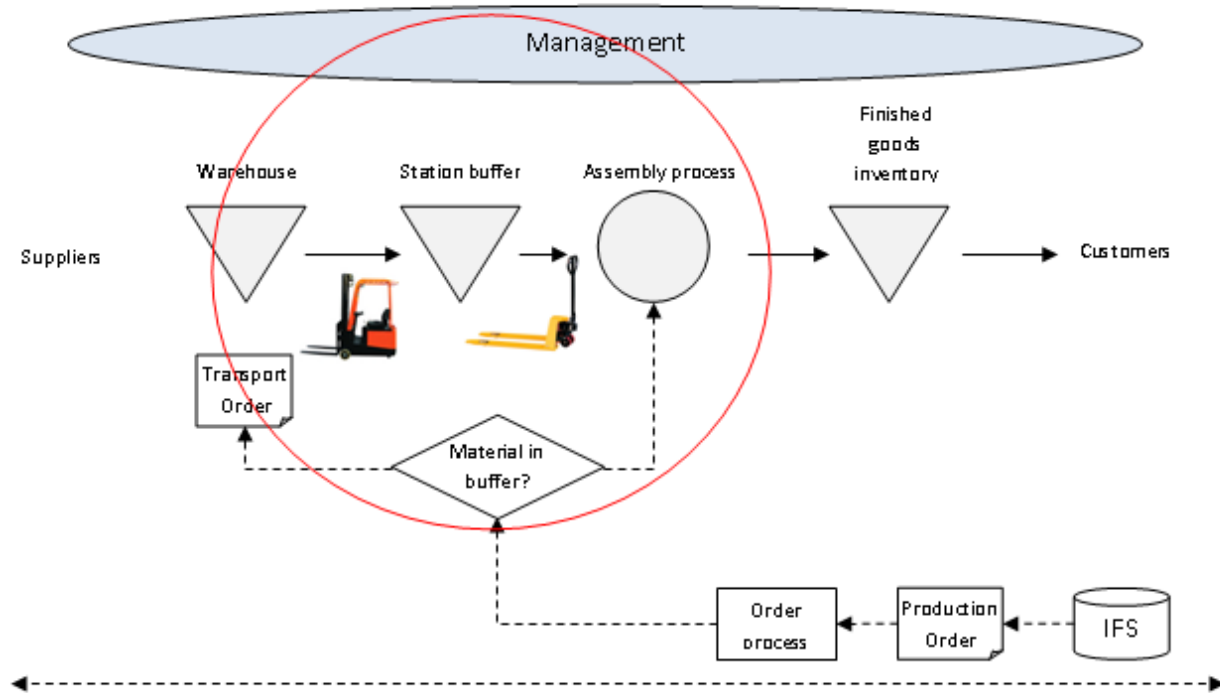 Management
Finished
goods
inventory
Warehouse
Station buffer
Assembly process
Suppliers
Customers
Transport
Order
Material in
buffer?
Order
process
Production
Order
IFS